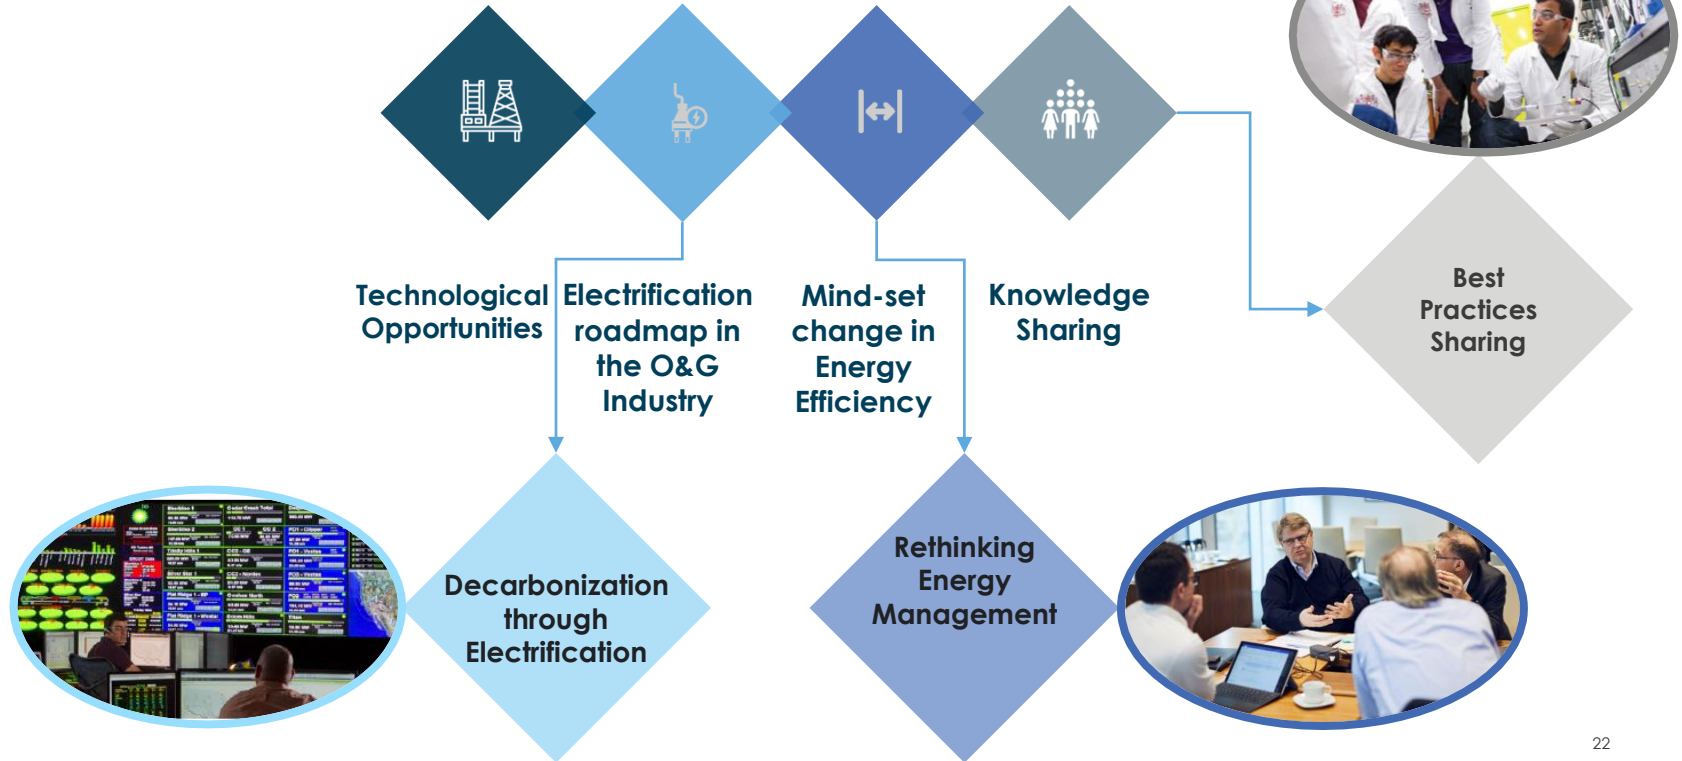 Technological
Opportunities
Electrification
roadmap in
the O&G
Industry
Mind-set
change in
Energy
Efficiency
Knowledge
Sharing
Best
Practices
Sharing
Decarbonization
through
Electrification
Rethinking
Energy
Management
22